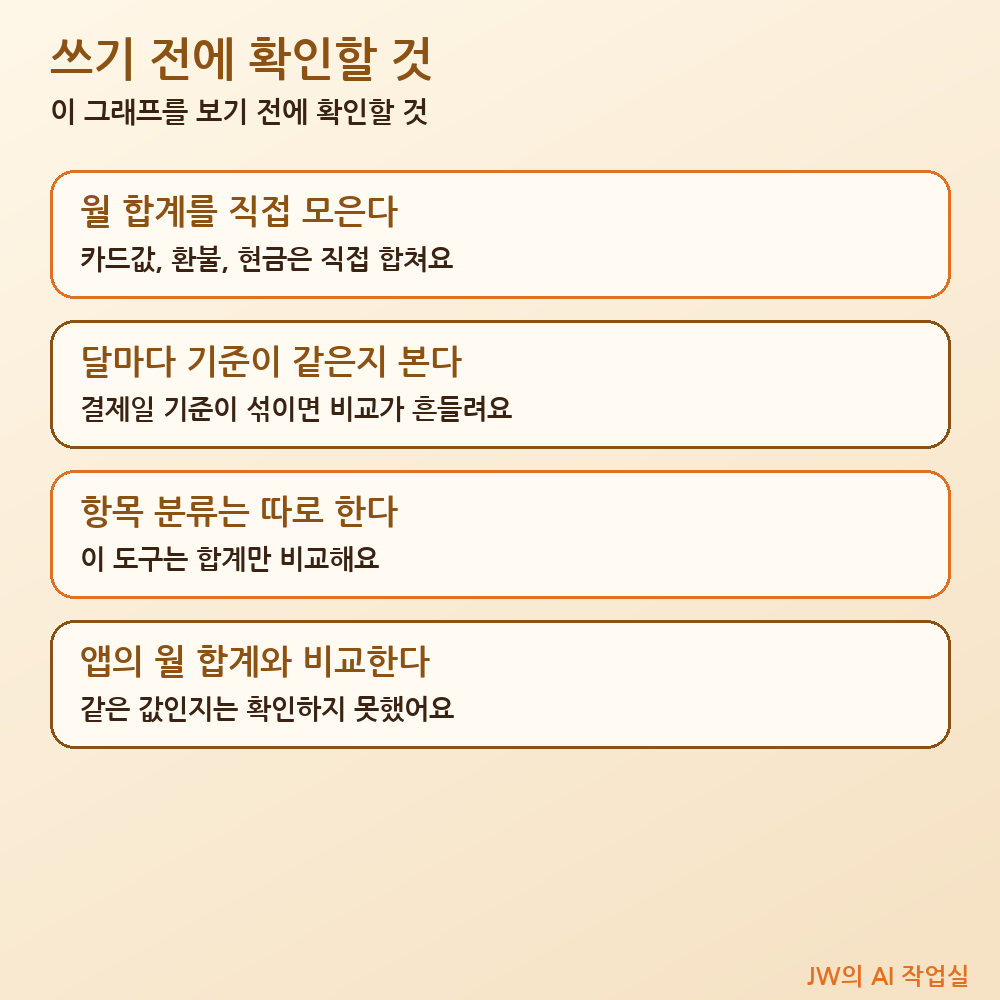 쓰기 전에 확인할 것
이 그래프를 보기 전에 확인할 것
월 합계를 직접 모은다
카드값, 환불, 현금은 직접 합쳐요
달마다 기준이 같은지 본다
결제일 기준이 섞이면 비교가 흔들려요
항목 분류는 따로 한다
이 도구는 합계만 비교해요
앱의 월 합계와 비교한다
같은 값인지는 확인하지 못했어요
JW의 AI 작업실